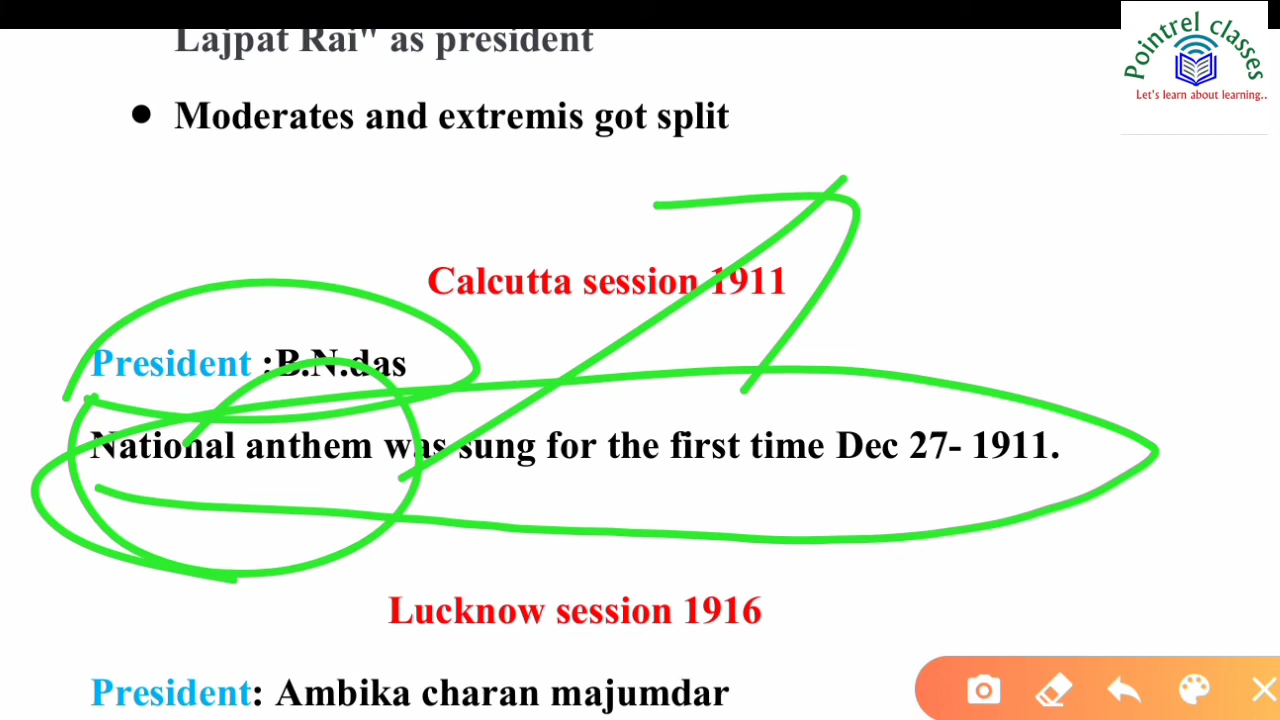 Lajpat Rai" as president
Pointrel classes
Let's learn about learning..
● Moderates and extremis got split
Calcutta session 1911
President :B.N.das
National anthem was sung for the first time Dec 27- 1911.
Lucknow session 1916
President: Ambika charan majumdar